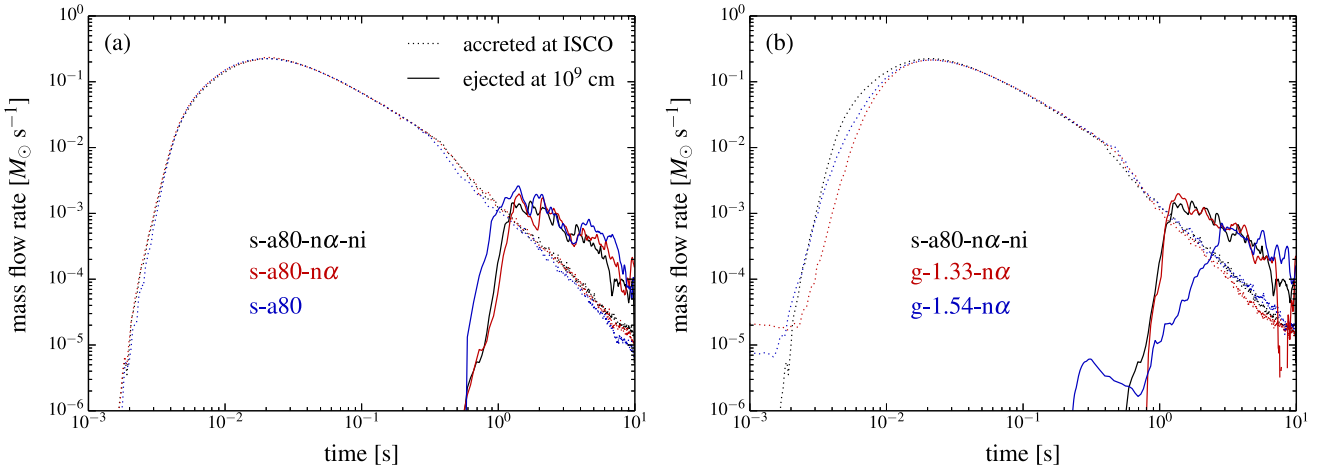 (a)
accreted at ISCO
ejected at 10⁹ cm
s-a80-nα-ni
s-a80-nα
s-a80
mass flow rate [M⊙ s⁻¹]
10⁰
10⁻¹
10⁻²
10⁻³
10⁻⁴
10⁻⁵
10⁻⁶
10⁻³
10⁻²
10⁻¹
10⁰
10¹
time [s]
(b)
s-a80-nα-ni
g-1.33-nα
g-1.54-nα
mass flow rate [M⊙ s⁻¹]
10⁰
10⁻¹
10⁻²
10⁻³
10⁻⁴
10⁻⁵
10⁻⁶
10⁻³
10⁻²
10⁻¹
10⁰
10¹
time [s]